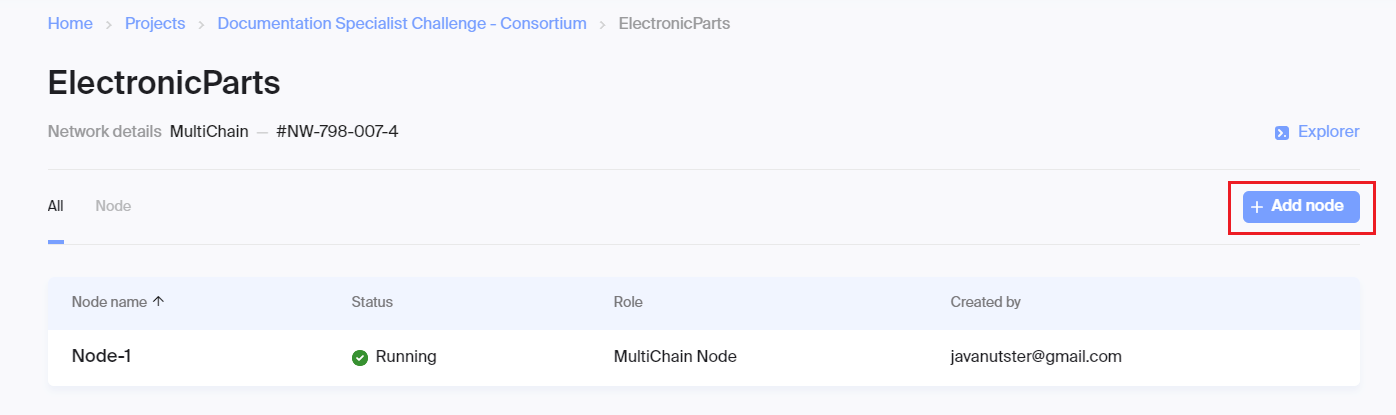 Home > Projects > Documentation Specialist Challenge - Consortium > ElectronicParts
ElectronicParts
Network details MultiChain — #NW-798-007-4
Explorer
All Node
+ Add node
Node name ↑ Status Role Created by
Node-1 Running MultiChain Node javanutster@gmail.com